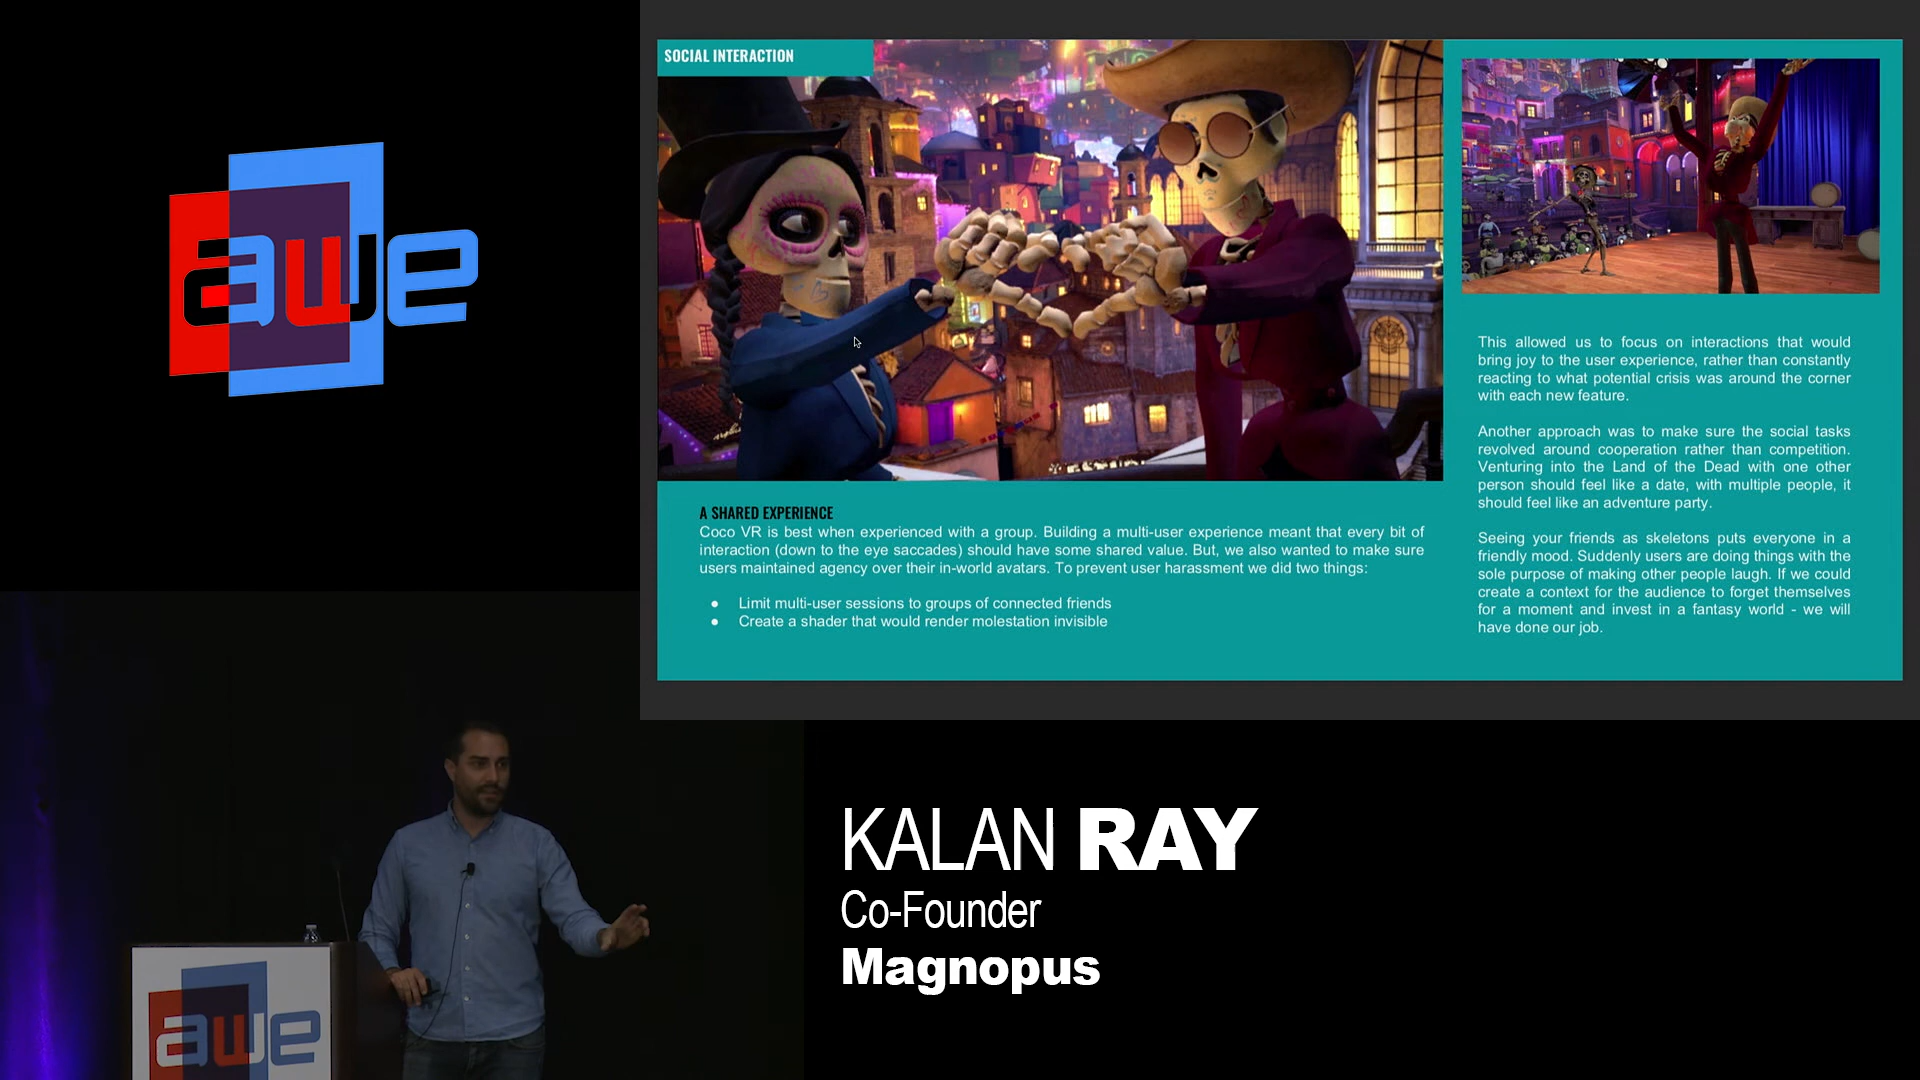 awe
SOCIAL INTERACTION
A SHARED EXPERIENCE
Coco VR is best when experienced with a group. Building a multi-user experience meant that every bit of
interaction (down to the eye saccades) should have some shared value. But, we also wanted to make sure
users maintained agency over their in-world avatars. To prevent user harassment we did two things:
● Limit multi-user sessions to groups of connected friends
● Create a shader that would render molestation invisible
This allowed us to focus on interactions that would
bring joy to the user experience, rather than constantly
reacting to what potential crisis was around the corner
with each new feature.
Another approach was to make sure the social tasks
revolved around cooperation rather than competition.
Venturing into the Land of the Dead with one other
person should feel like a date, with multiple people, it
should feel like an adventure party.
Seeing your friends as skeletons puts everyone in a
friendly mood. Suddenly users are doing things with the
sole purpose of making other people laugh. If we could
create a context for the audience to forget themselves
for a moment and invest in a fantasy world - we will
have done our job.
awe
KALAN RAY
Co-Founder
Magnopus